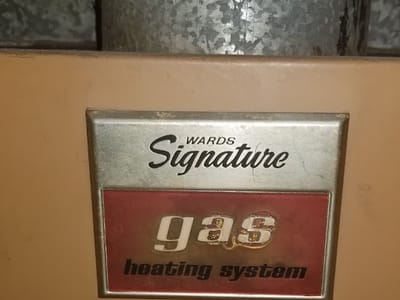 WARDS
Signature
gas
heating system